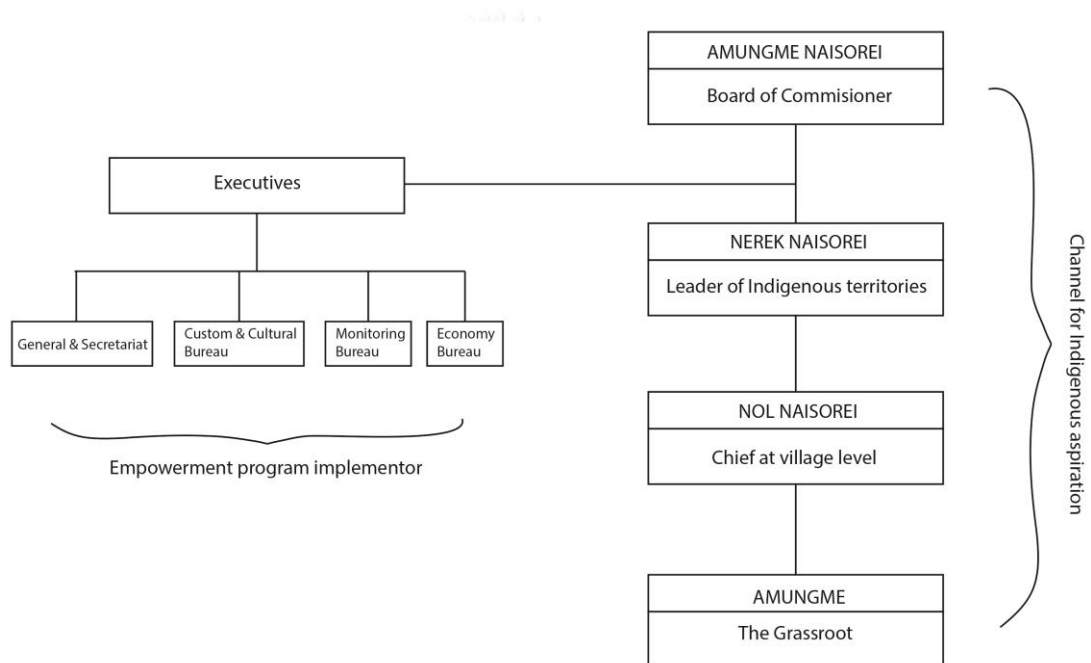 AMUNGME NAISOREI
Board of Commisioner
Executives
NEREK NAISOREI
Leader of Indigenous territories
General & Secretariat
Custom & Cultural
Bureau
Monitoring
Bureau
Economy
Bureau
Empowerment program implementor
NOL NAISOREI
Chief at village level
AMUNGME
The Grassroot
Channel for Indigenous aspiration